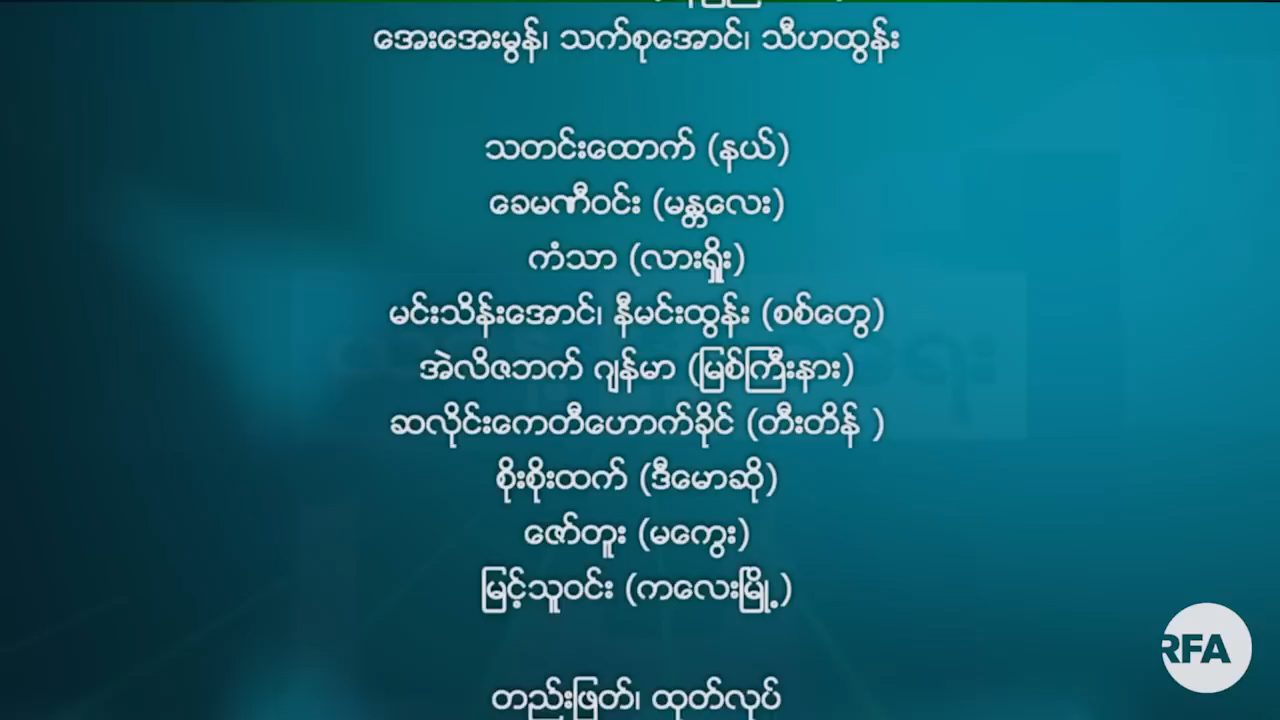 အေးအေးမွန်၊ သက်စုအောင်၊ သီဟထွန်း
သတင်းထောက် (နယ်)
ခေမဏီဝင်း (မန္တလေး)
ကံသာ (လားရှိုး)
မင်းသိန်းအောင်၊ နီမင်းထွန်း (စစ်တွေ)
အဲလိဇဘက် ဂျန်မာ (မြစ်ကြီးနား)
ဆလိုင်းကေတီဟောက်ခိုင် (တီးတိန် )
စိုးစိုးထက် (ဒီမောဆို)
ဇော်တူး (မကွေး)
မြင့်သူဝင်း (ကလေးမြို့)
တည်းဖြတ်၊ ထုတ်လုပ်
RFA